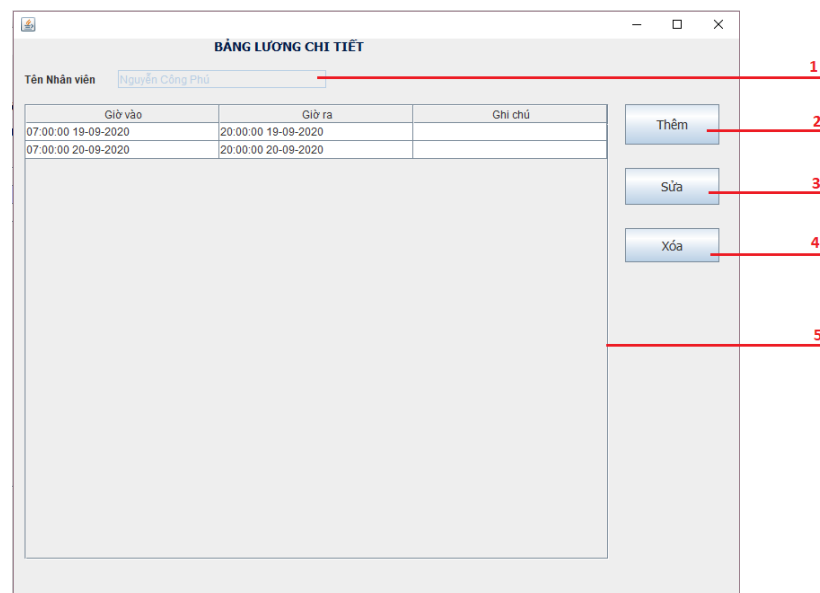 BẢNG LƯƠNG CHI TIẾT
1
Tên Nhân viên Nguyễn Công Phú
Giờ vào Giờ ra Ghi chú
Thêm 2
07:00:00 19-09-2020 20:00:00 19-09-2020
07:00:00 20-09-2020 20:00:00 20-09-2020
Sửa 3
Xóa 4
5